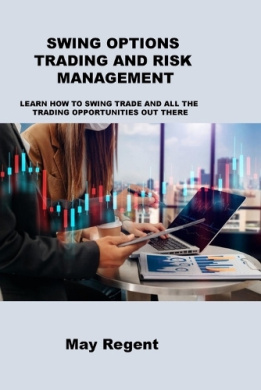 SWING OPTIONS
TRADING AND RISK
MANAGEMENT
LEARN HOW TO SWING TRADE AND ALL THE
TRADING OPPORTUNITIES OUT THERE
May Regent